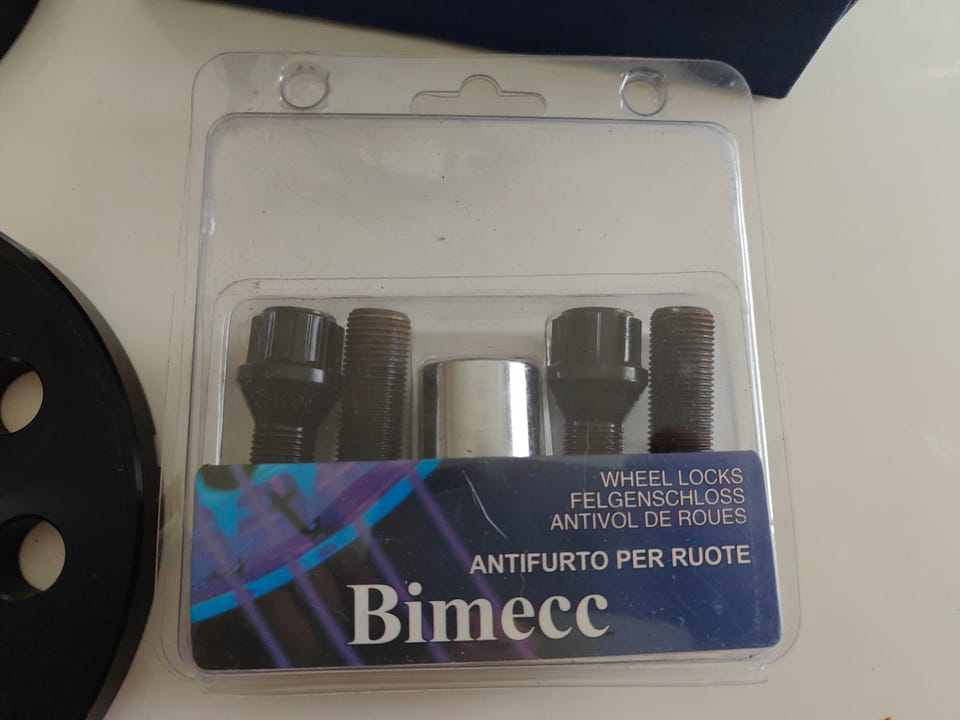 WHEEL LOCKS
FELGENSCHLOSS
ANTIVOL DE ROUES
ANTIFURTO PER RUOTE
Bimecc